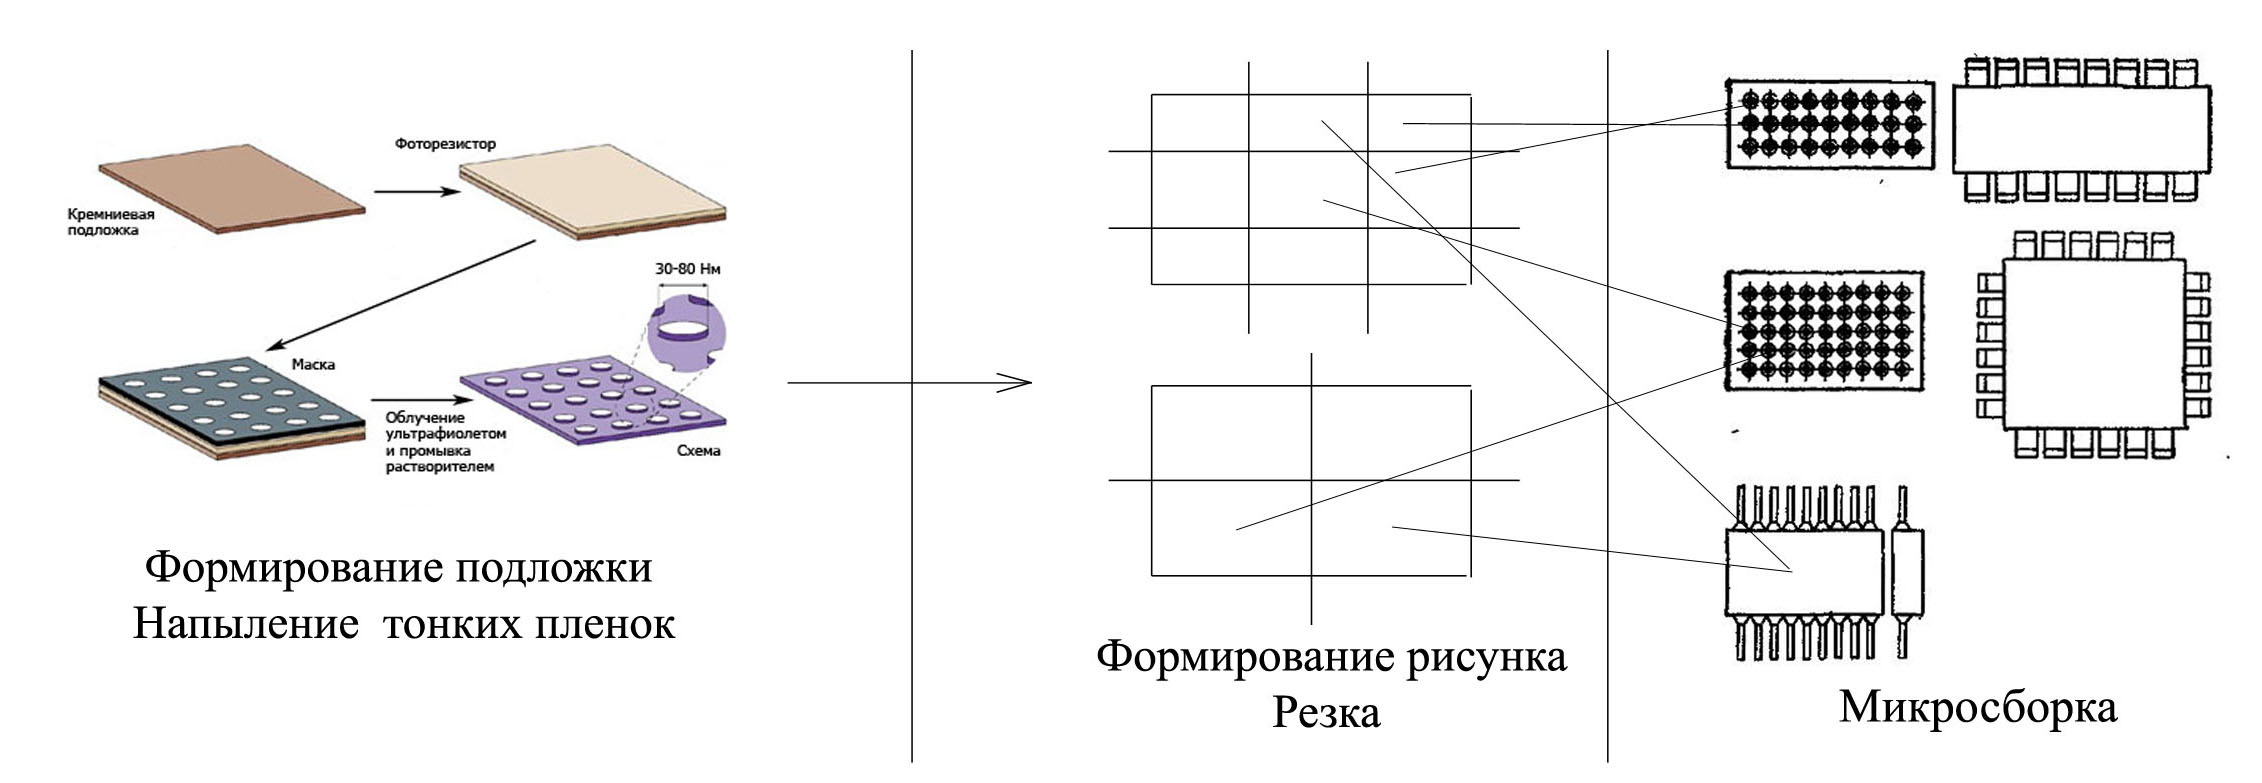 Фоторезистор
Кремниевая
подложка
30-80 Нм
Маска
Облучение
ультрафиолетом
и промывка
растворителем
Схема
Формирование подложки
Напыление тонких пленок
Формирование рисунка
Резка
Микросборка